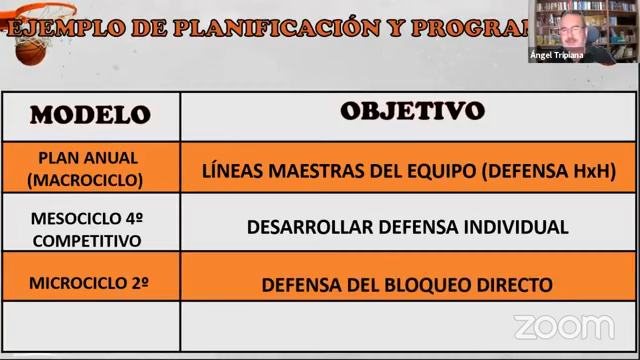 EJEMPLO DE PLANIFICACIÓN Y
Ángel Tripiana
MODELO
OBJETIVO
PLAN ANUAL
(MACROCICLO)
LÍNEAS MAESTRAS DEL EQUIPO (DEFENSA HxH)
MESOCICLO 4º
COMPETITIVO
DESARROLLAR DEFENSA INDIVIDUAL
MICROCICLO 2º
DEFENSA DEL BLOQUEO DIRECTO
zoom